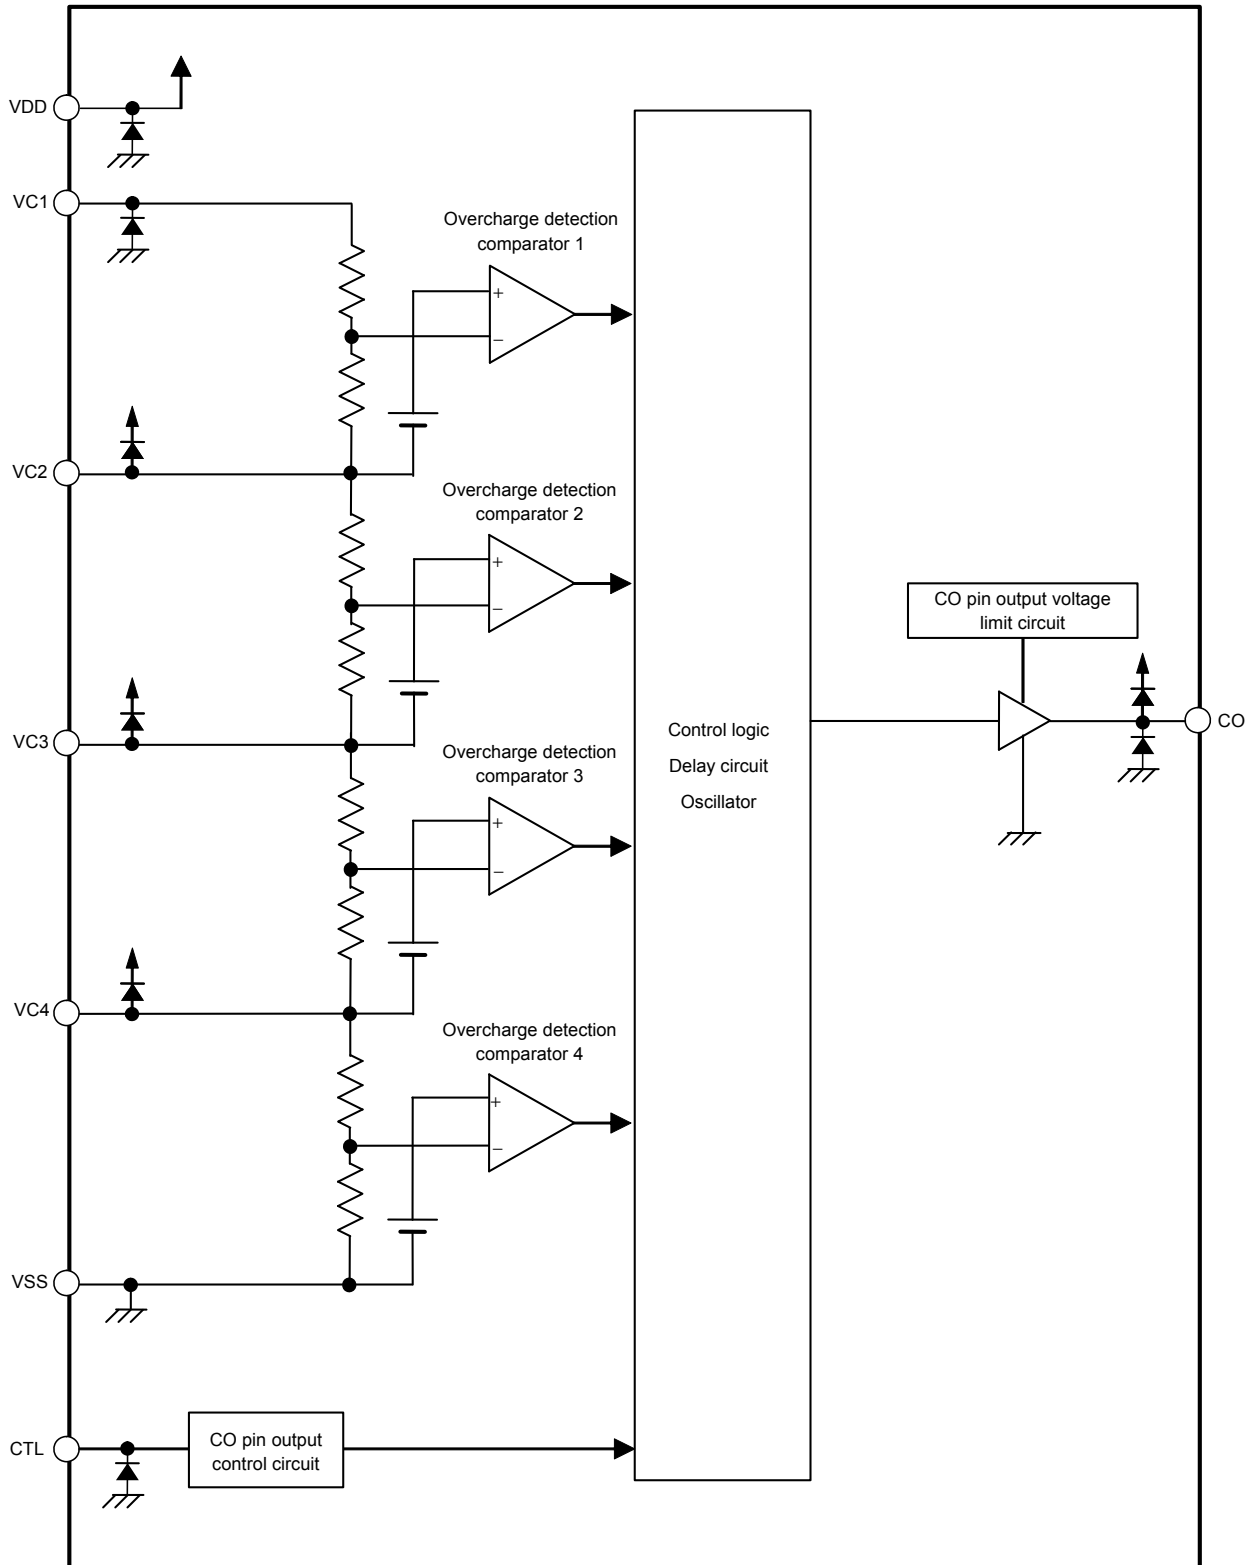 VDD
VC1
Overcharge detection
comparator 1
+
−
VC2
Overcharge detection
comparator 2
+
−
CO pin output voltage
limit circuit
VC3
CO
Control logic
Delay circuit
Oscillator
Overcharge detection
comparator 3
+
−
VC4
Overcharge detection
comparator 4
+
−
VSS
CTL
CO pin output
control circuit